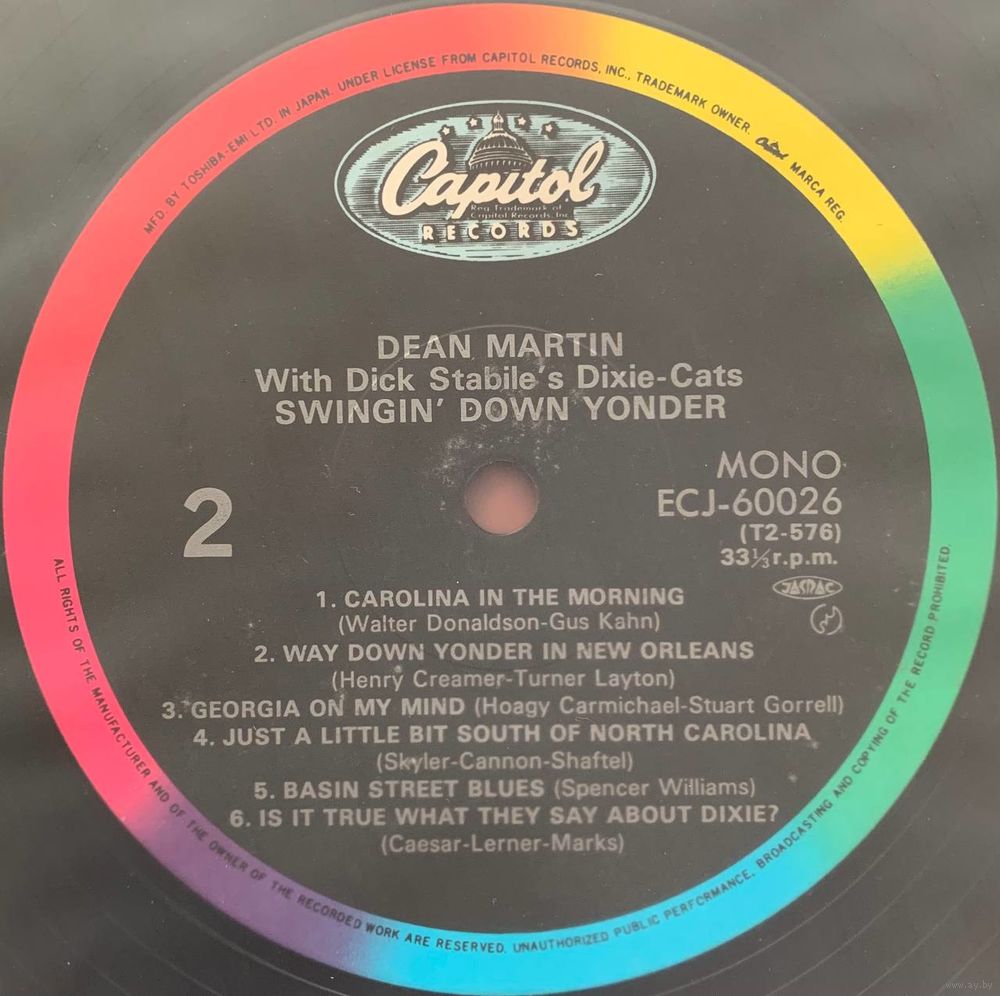 MFD. BY TOSHIBA-EMI LTD. IN JAPAN. UNDER LICENSE FROM CAPITOL RECORDS, INC., TRADEMARK OWNER. Capitol MARCA REG.
Capitol
Reg. Trademark of
Capitol Records, Inc.
RECORDS
DEAN MARTIN
With Dick Stabile's Dixie-Cats
SWINGIN' DOWN YONDER
2
MONO
ECJ-60026
(T2-576)
33⅓ r.p.m.
JASRAC
1. CAROLINA IN THE MORNING
(Walter Donaldson-Gus Kahn)
2. WAY DOWN YONDER IN NEW ORLEANS
(Henry Creamer-Turner Layton)
3. GEORGIA ON MY MIND (Hoagy Carmichael-Stuart Gorrell)
4. JUST A LITTLE BIT SOUTH OF NORTH CAROLINA
(Skyler-Cannon-Shaftel)
5. BASIN STREET BLUES (Spencer Williams)
6. IS IT TRUE WHAT THEY SAY ABOUT DIXIE?
(Caesar-Lerner-Marks)
ALL RIGHTS OF THE MANUFACTURER AND OF THE OWNER OF THE RECORDED WORK ARE RESERVED. UNAUTHORIZED PUBLIC PERFORMANCE, BROADCASTING AND COPYING OF THE RECORD PROHIBITED.
www.ay.by